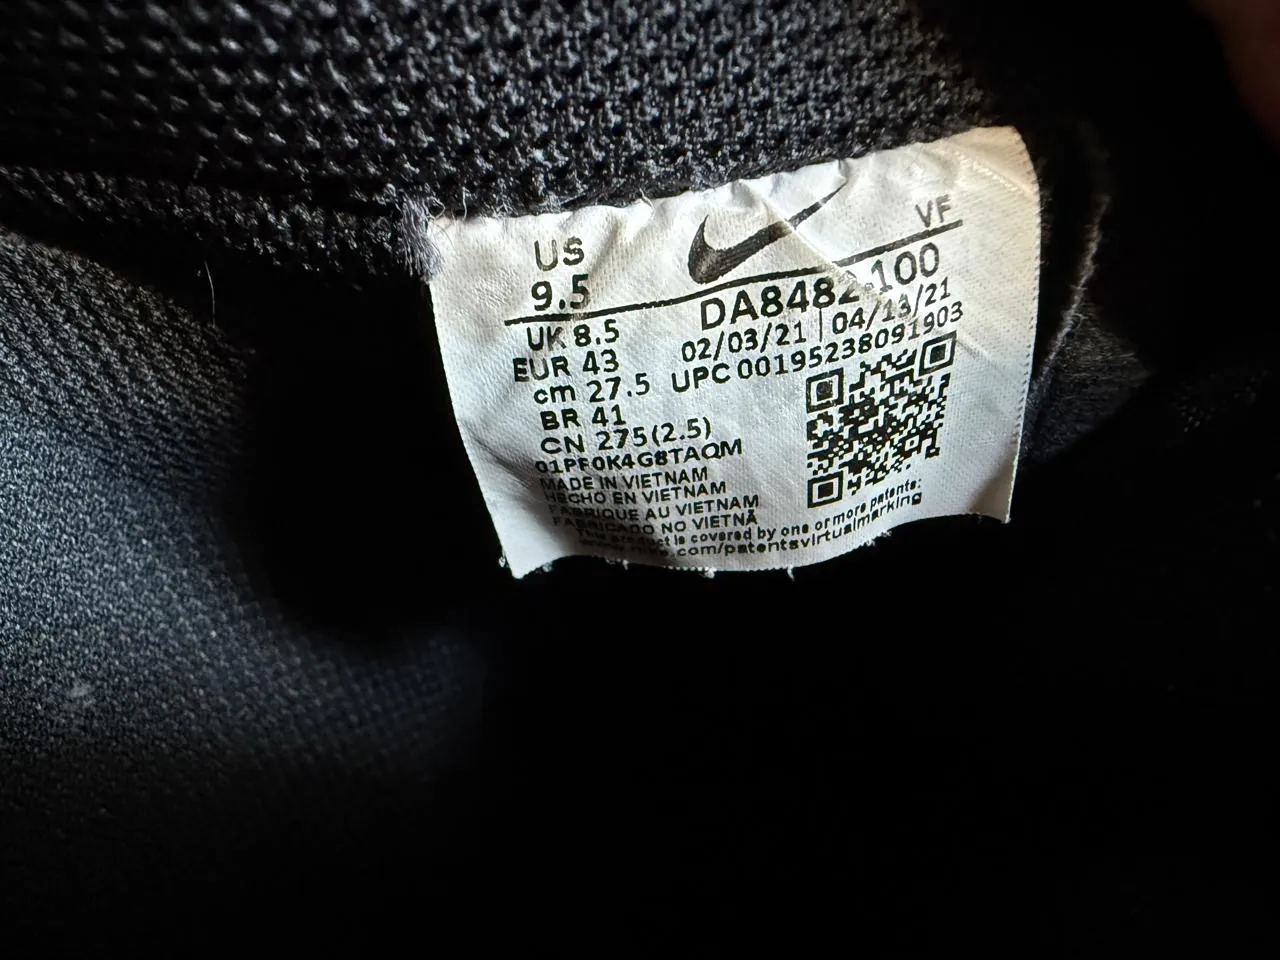 US
VF
9.5
DA8482-100
UK 8.5
02/03/21 | 04/13/21
EUR 43
UPC 00195238091903
cm 27.5
BR 41
CN 275(2.5)
01PF0K4G8TAQM
MADE IN VIETNAM
HECHO EN VIETNAM
FABRIQUE AU VIETNAM
FABRICADO NO VIETNÃ
This product is covered by one or more patents:
www.nike.com/patentsvirtualmarking